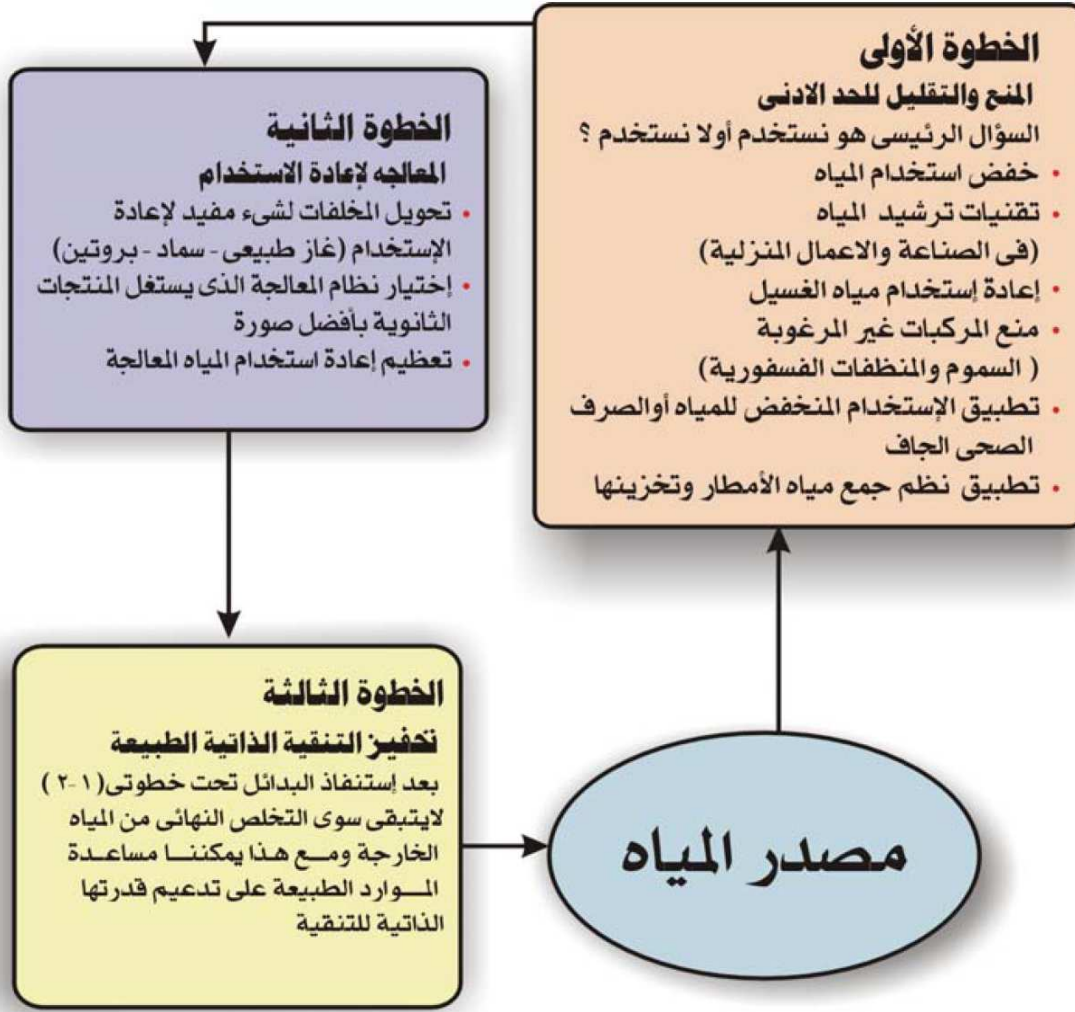 الخطوة الأولى
المنع والتقليل للحد الادنى
السؤال الرئيسى هو نستخدم أولا نستخدم ؟
• خفض استخدام المياه
• تقنيات ترشيد المياه
(فى الصناعة والاعمال المنزلية)
• إعادة إستخدام مياه الغسيل
• منع المركبات غير المرغوبة
( السموم والمنظفات الفسفورية)
• تطبيق الإستخدام المنخفض للمياه أوالصرف
الصحى الجاف
• تطبيق نظم جمع مياه الأمطار وتخزينها
الخطوة الثانية
المعالجه لإعادة الاستخدام
• تحويل المخلفات لشىء مفيد لإعادة
الإستخدام (غاز طبيعى - سماد - بروتين)
• إختيار نظام المعالجة الذى يستغل المنتجات
الثانوية بأفضل صورة
• تعظيم إعادة استخدام المياه المعالجة
الخطوة الثالثة
تحفيز التنقية الذاتية الطبيعة
بعد إستنفاذ البدائل تحت خطوتى (١-٢ )
لايتبقى سوى التخلص النهائى من المياه
الخارجة ومع هذا يمكننا مساعدة
الموارد الطبيعة على تدعيم قدرتها
الذاتية للتنقية
مصدر المياه